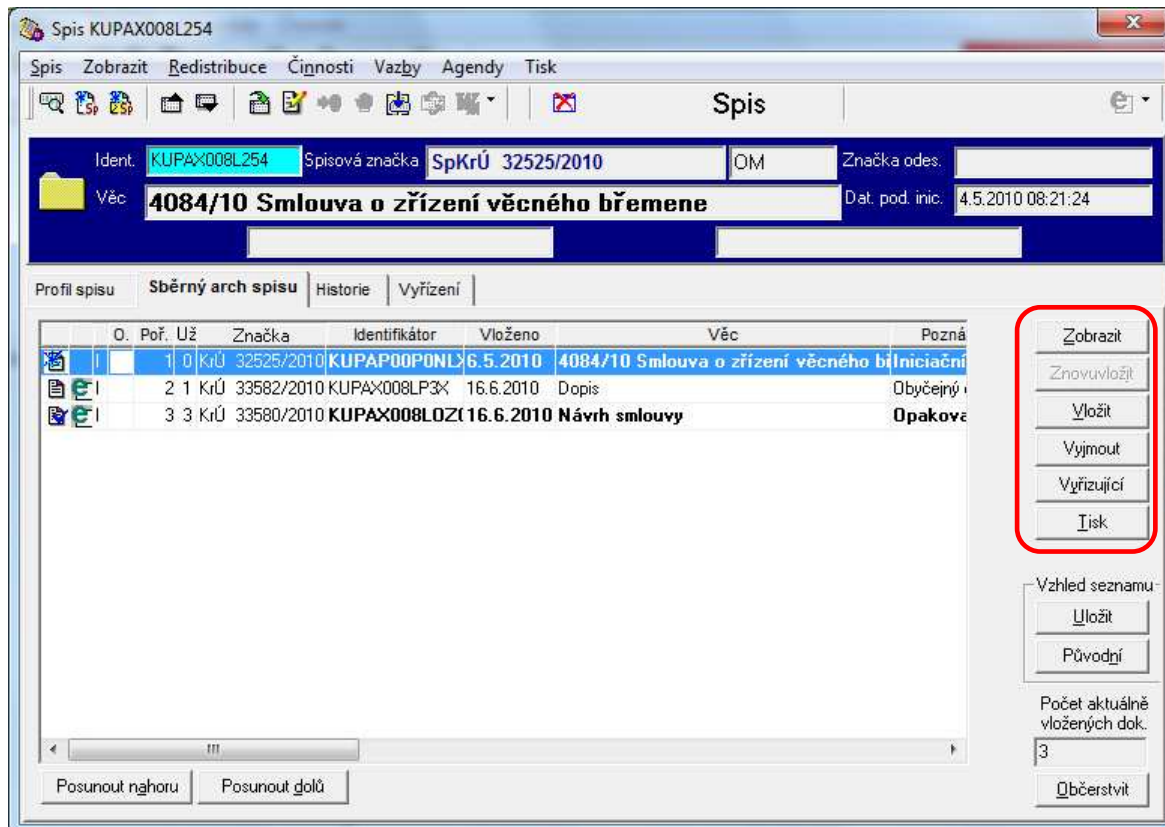 Spis KUPAX008L254
Spis Zobrazit Redistribuce Činnosti Vazby Agendy Tisk
Sp 2Sp Spis e
Ident. KUPAX008L254 Spisová značka SpKrÚ 32525/2010 OM Značka odes.
Věc 4084/10 Smlouva o zřízení věcného břemene Dat. pod. inic. 4.5.2010 08:21:24
Profil spisu Sběrný arch spisu Historie Vyřízení
O. Poř. Už Značka Identifikátor Vloženo Věc Pozná
I 1 0 KrÚ 32525/2010 KUPAP00P0NLX 6.5.2010 4084/10 Smlouva o zřízení věcného bř Iniciační
I 2 1 KrÚ 33582/2010 KUPAX008LP3X 16.6.2010 Dopis Obyčejný
I 3 3 KrÚ 33580/2010 KUPAX008LOZ 16.6.2010 Návrh smlouvy Opakova
Zobrazit
Znovuvložit
Vložit
Vyjmout
Vyřizující
Tisk
Vzhled seznamu
Uložit
Původní
Počet aktuálně
vložených dok.
3
Posunout nahoru Posunout dolů Občerstvit